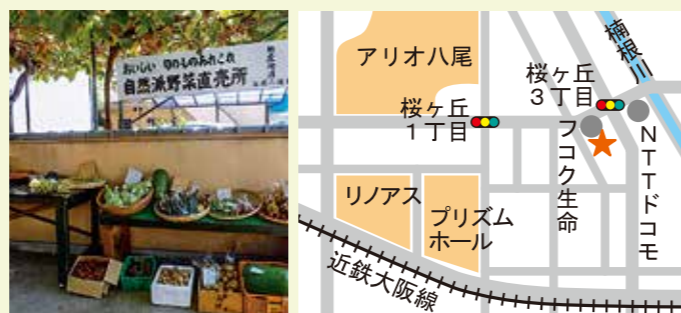 おいしい 旬のものあれこれ
自然派野菜直売所
アリオ八尾
桜ヶ丘
1丁目
桜ヶ丘
3丁目
楠根川
フコク生命
NTTドコモ
リノアス
プリズム
ホール
近鉄大阪線